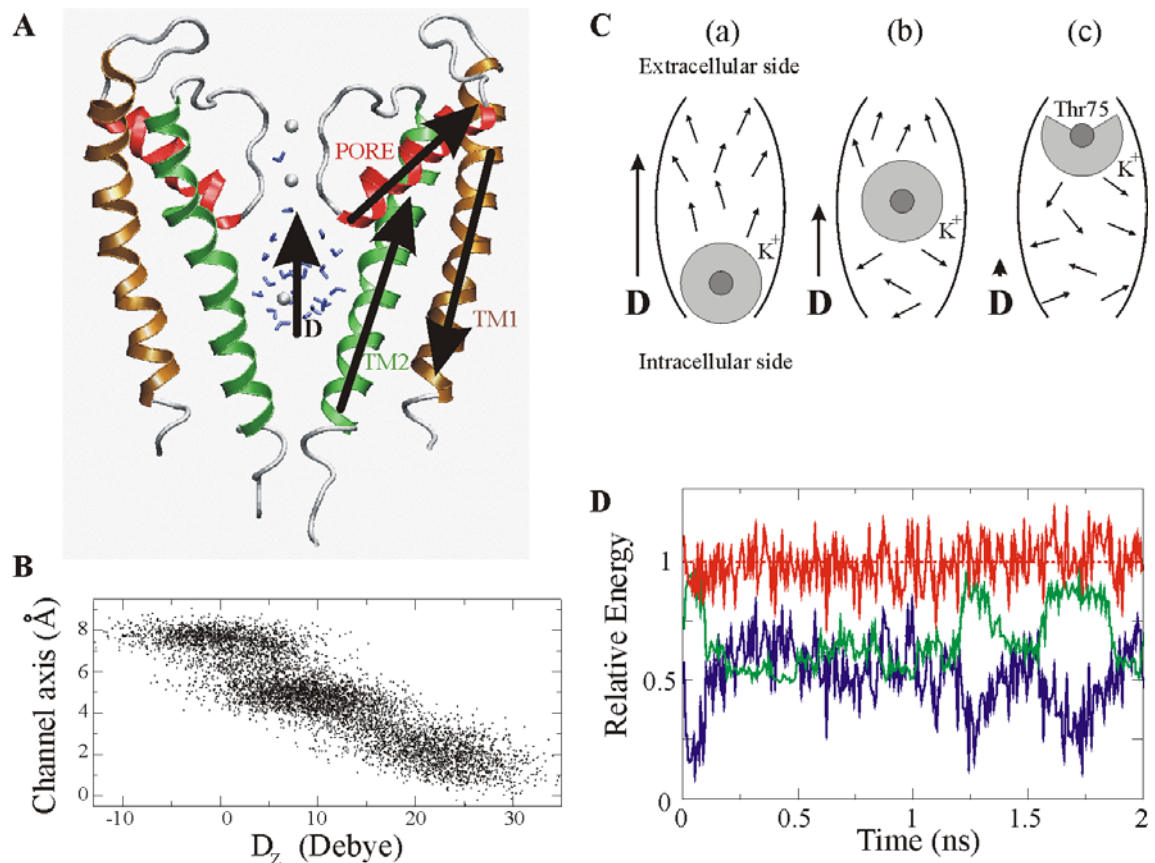 A
PORE
D
TM2
TM1
B
Channel axis (Å)
8
6
4
2
0
-10 0 10 20 30
D_z (Debye)
C
(a) (b) (c)
Extracellular side
Thr75
K+
K+
K+
D
D
D
Intracellular side
D
Relative Energy
1
0.5
0
0 0.5 1 1.5 2
Time (ns)